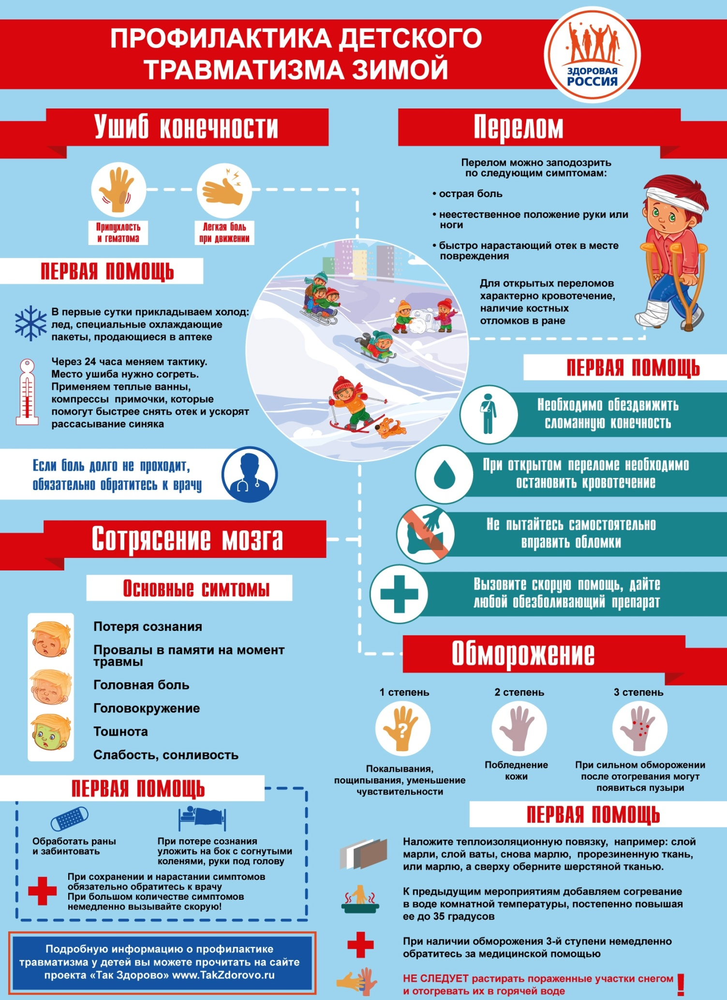 ПРОФИЛАКТИКА ДЕТСКОГО
ТРАВМАТИЗМА ЗИМОЙ
ЗДОРОВАЯ
РОССИЯ
Ушиб конечности
Припухлость
и гематома
Легкая боль
при движении
ПЕРВАЯ ПОМОЩЬ
В первые сутки прикладываем холод:
лед, специальные охлаждающие
пакеты, продающиеся в аптеке
Через 24 часа меняем тактику.
Место ушиба нужно согреть.
Применяем теплые ванны,
компрессы примочки, которые
помогут быстрее снять отек и ускорят
рассасывание синяка
Если боль долго не проходит,
обязательно обратитесь к врачу
Перелом
Перелом можно заподозрить
по следующим симптомам:
• острая боль
• неестественное положение руки или
ноги
• быстро нарастающий отек в месте
повреждения
Для открытых переломов
характерно кровотечение,
наличие костных
отломков в ране
ПЕРВАЯ ПОМОЩЬ
Необходимо обездвижить
сломанную конечность
При открытом переломе необходимо
остановить кровотечение
Не пытайтесь самостоятельно
вправить обломки
Вызовите скорую помощь, дайте
любой обезболивающий препарат
Сотрясение мозга
Основные симтомы
Потеря сознания
Провалы в памяти на момент
травмы
Головная боль
Головокружение
Тошнота
Слабость, сонливость
ПЕРВАЯ ПОМОЩЬ
Обработать раны
и забинтовать
При потере сознания
уложить на бок с согнутыми
коленями, руки под голову
При сохранении и нарастании симптомов
обязательно обратитесь к врачу
При большом количестве симптомов
немедленно вызывайте скорую!
Подробную информацию о профилактике
травматизма у детей вы можете прочитать на сайте
проекта «Так Здорово» www.TakZdorovo.ru
Обморожение
1 степень
2 степень
3 степень
?
Покалывания,
пощипывания, уменьшение
чувствительности
Побледнение
кожи
При сильном обморожении
после отогревания могут
появиться пузыри
ПЕРВАЯ ПОМОЩЬ
Наложите теплоизоляционную повязку, например: слой
марли, слой ваты, снова марлю, прорезиненную ткань,
или марлю, а сверху оберните шерстяной тканью.
К предыдущим мероприятиям добавляем согревание
в воде комнатной температуры, постепенно повышая
ее до 35 градусов
При наличии обморожения 3-й ступени немедленно
обратитесь за медицинской помощью
НЕ СЛЕДУЕТ растирать пораженные участки снегом
и отогревать их в горячей воде !